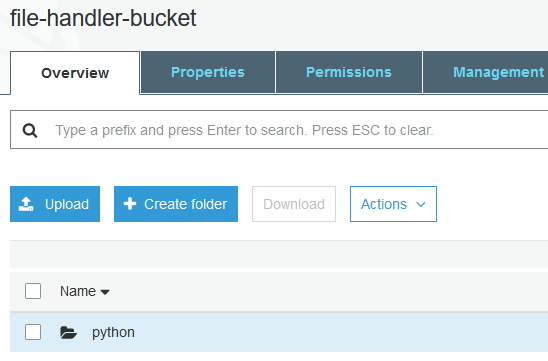 file-handler-bucket
Overview Properties Permissions Management
Type a prefix and press Enter to search. Press ESC to clear.
Upload Create folder Download Actions
Name
python